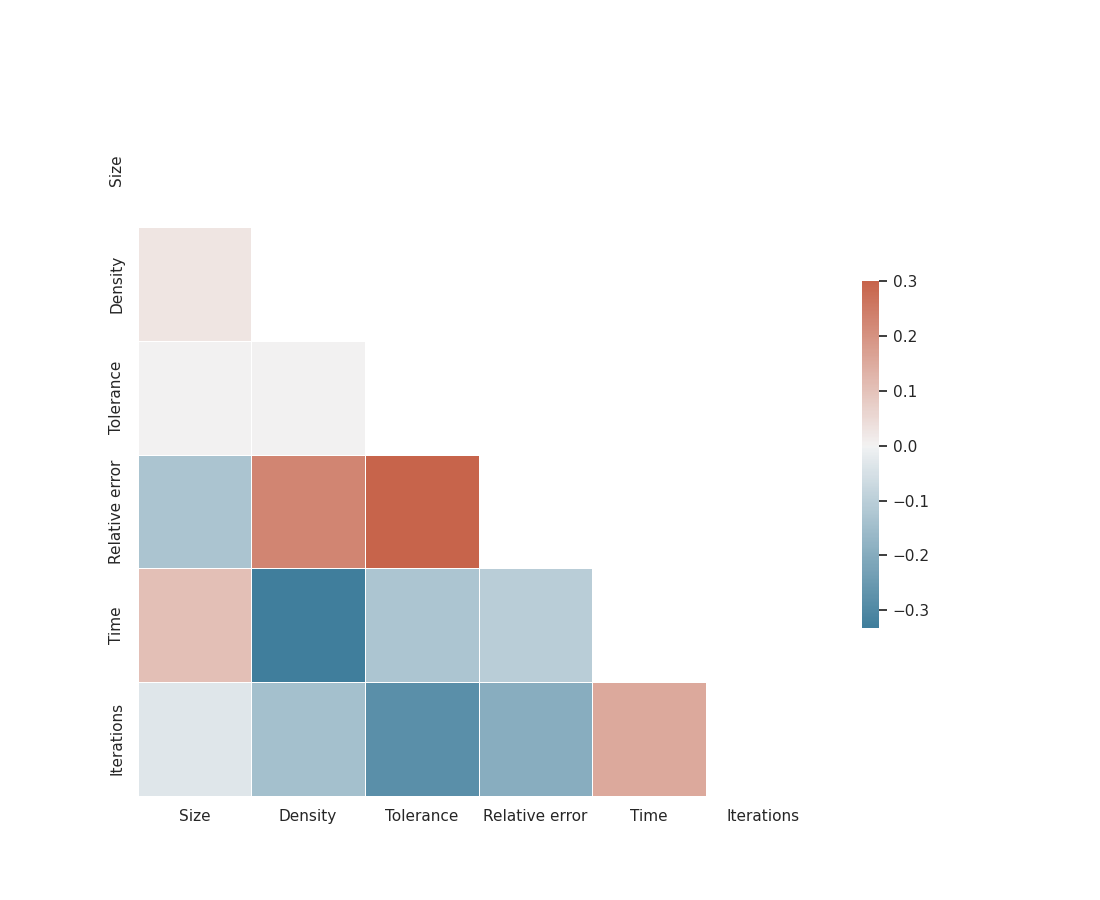 Size
Density
Tolerance
Relative error
Time
Iterations
Size Density Tolerance Relative error Time Iterations
0.3
0.2
0.1
0.0
−0.1
−0.2
−0.3